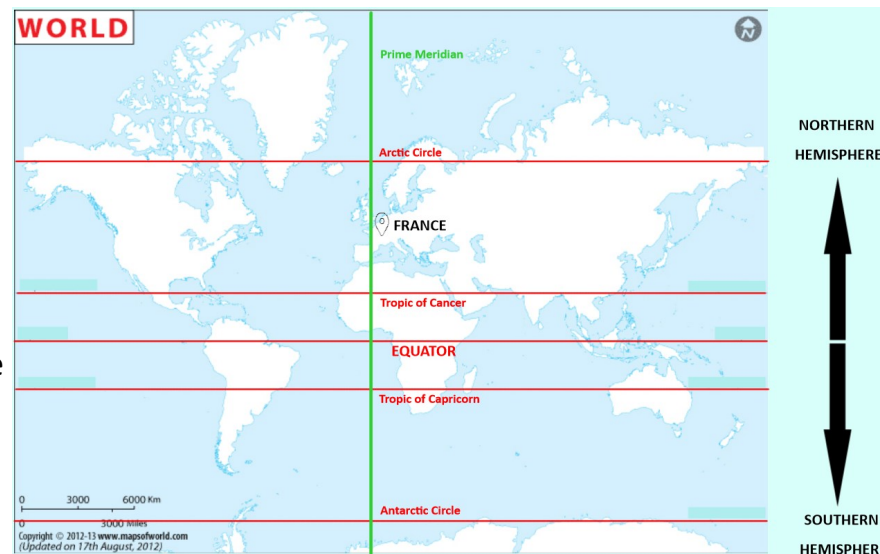 WORLD
N
Prime Meridian
NORTHERN
HEMISPHERE
Arctic Circle
FRANCE
Tropic of Cancer
EQUATOR
e
Tropic of Capricorn
0 3000 6000 Km
0 3000 Miles
Antarctic Circle
Copyright © 2012-13 www.mapsofworld.com
(Updated on 17th August, 2012)
SOUTHERN
HEMISPHER